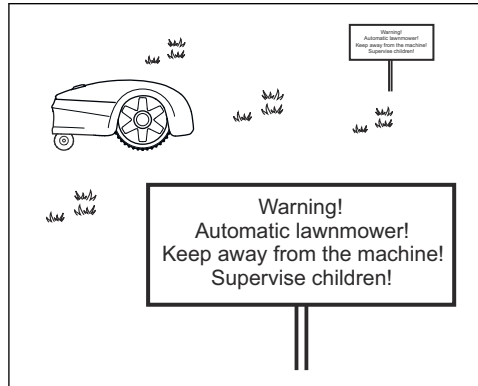 Warning!
Automatic lawnmower!
Keep away from the machine!
Supervise children!
Warning!
Automatic lawnmower!
Keep away from the machine!
Supervise children!